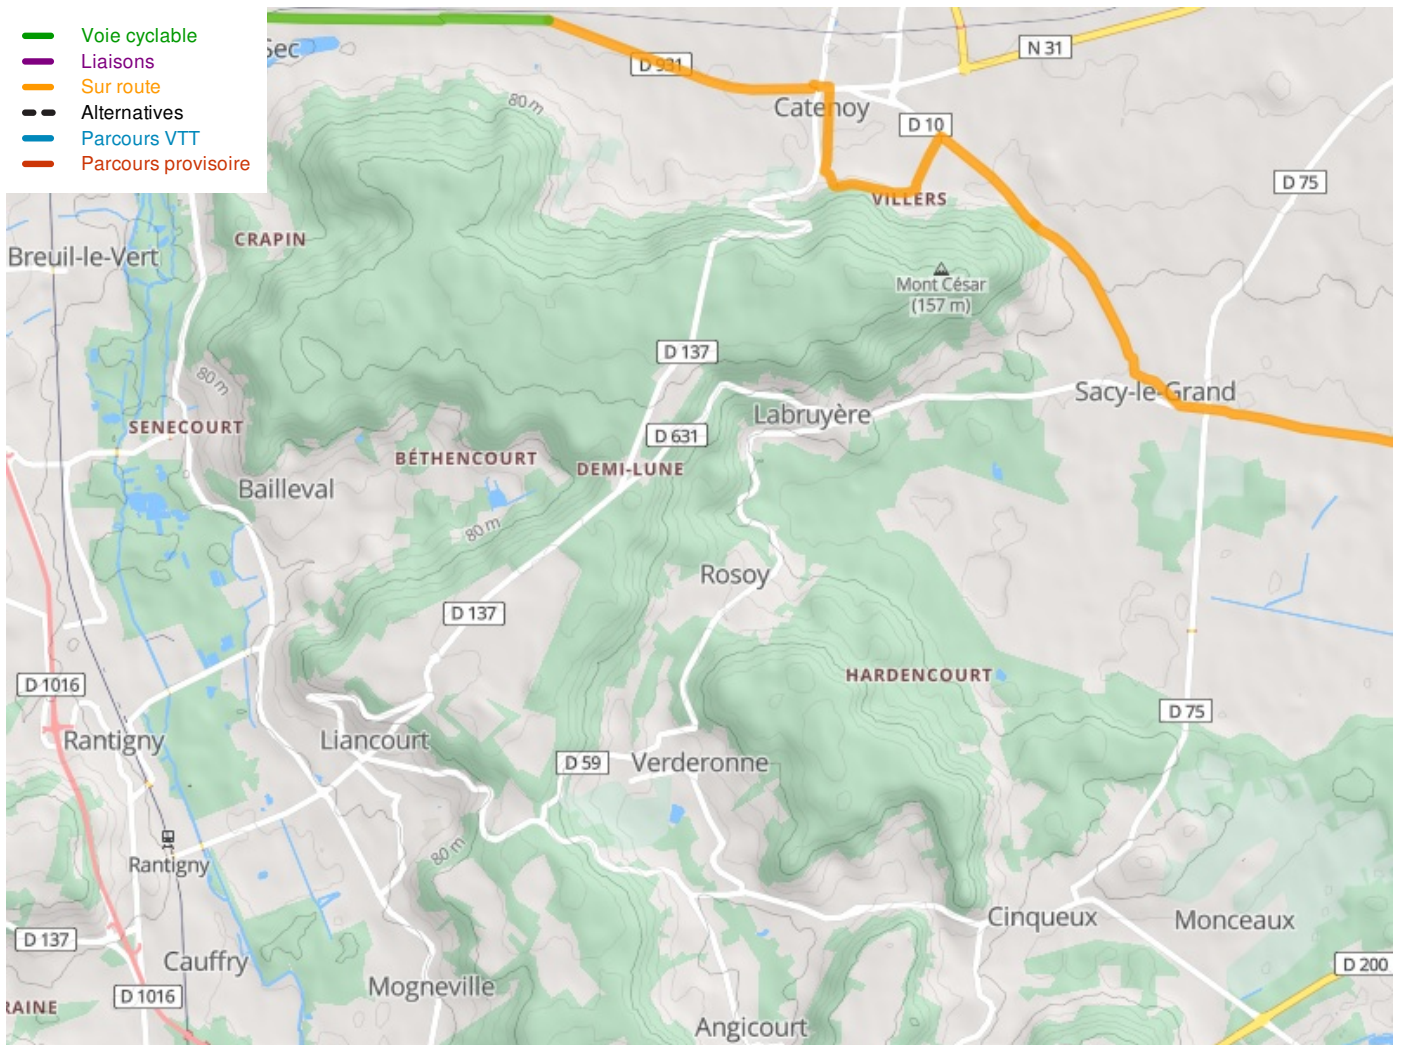 Voie cyclable
Liaisons
Sur route
Alternatives
Parcours VTT
Parcours provisoire
Sec
D 931
N 31
80 m
Catenoy
D 10
D 75
VILLERS
CRAPIN
Breuil-le-Vert
Mont César
(157 m)
D 137
80 m
Sacy-le-Grand
Labruyère
SENECOURT
D 631
BÉTHENCOURT
DEMI-LUNE
Bailleval
80 m
Rosoy
D 137
HARDENCOURT
D 1016
D 75
Rantigny
Liancourt
D 59
Verderonne
80 m
Rantigny
Cinqueux
Monceaux
D 137
Cauffry
D 200
Mogneville
D 1016
RAINE
Angicourt